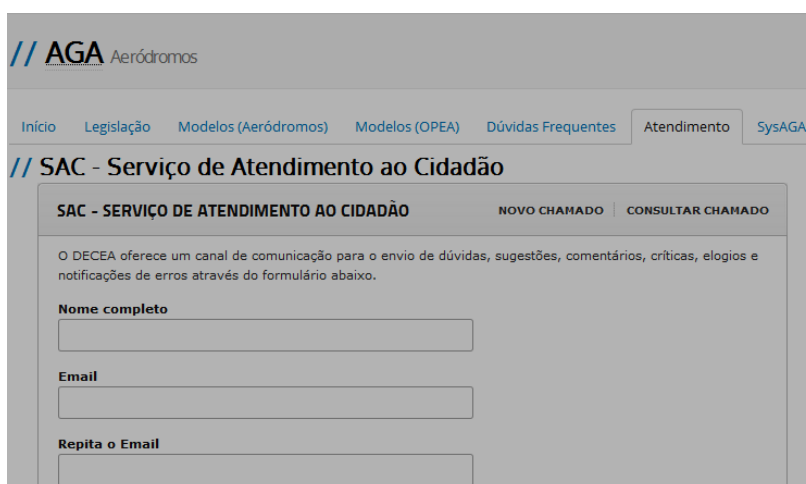 // AGA Aeródromos
Início Legislação Modelos (Aeródromos) Modelos (OPEA) Dúvidas Frequentes Atendimento SysAGA
// SAC - Serviço de Atendimento ao Cidadão
SAC - SERVIÇO DE ATENDIMENTO AO CIDADÃO NOVO CHAMADO CONSULTAR CHAMADO
O DECEA oferece um canal de comunicação para o envio de dúvidas, sugestões, comentários, críticas, elogios e
notificações de erros através do formulário abaixo.
Nome completo
Email
Repita o Email